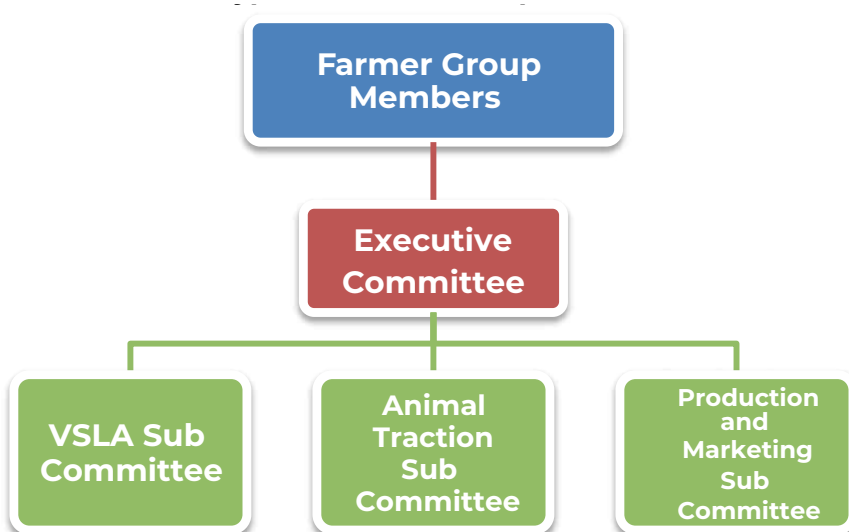 Farmer Group
Members
Executive
Committee
VSLA Sub
Committee
Animal
Traction
Sub
Committee
Production
and
Marketing
Sub
Committee